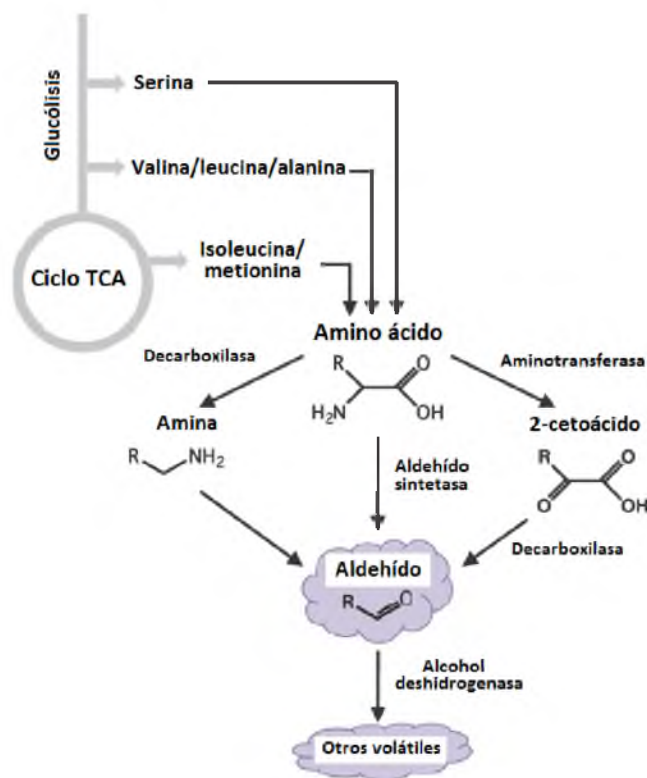 Glucólisis
Serina
Valina/leucina/alanina
Ciclo TCA
Isoleucina/
metionina
Amino ácido
Decarboxilasa
Aminotransferasa
R
O
H₂N
OH
Amina
R
NH₂
2-cetoácido
R
O
O
OH
Aldehído
sintetasa
Decarboxilasa
Aldehído
R
O
Alcohol
deshidrogenasa
Otros volátiles